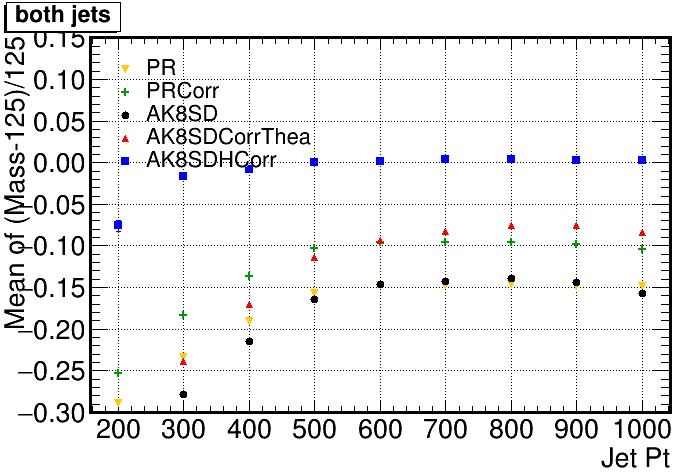 both jets
Mean of (Mass-125)/125
0.15
0.10
0.05
0.00
−0.05
−0.10
−0.15
−0.20
−0.25
−0.30
PR
PRCorr
AK8SD
AK8SDCorrThea
AK8SDHCorr
200 300 400 500 600 700 800 900 1000
Jet Pt